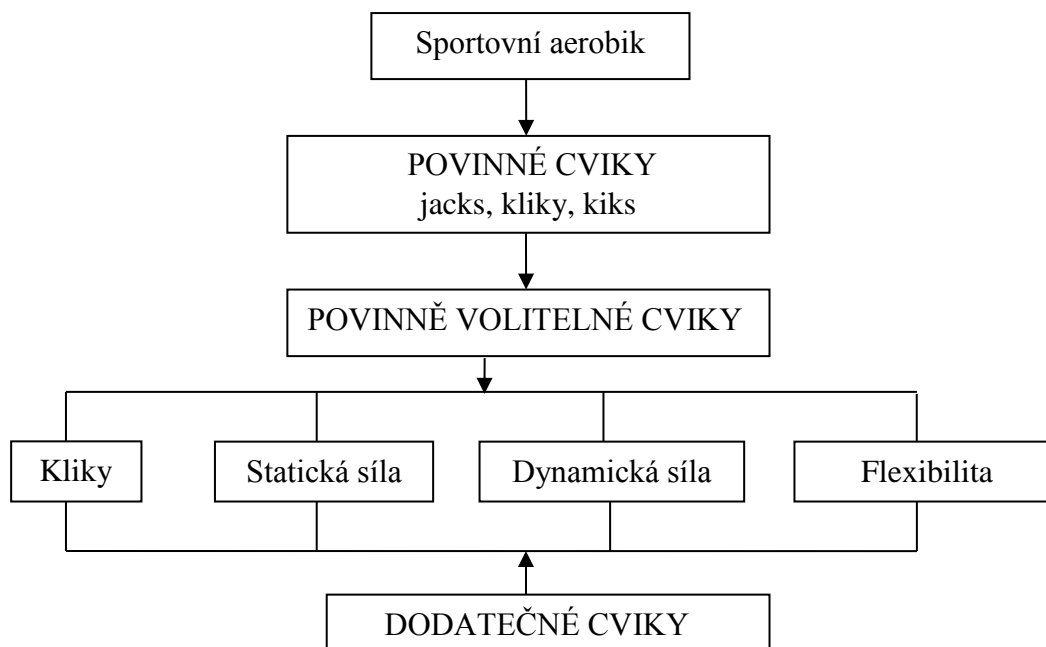 Sportovní aerobik
POVINNÉ CVIKY
jacks, kliky, kiks
POVINNĚ VOLITELNÉ CVIKY
Kliky
Statická síla
Dynamická síla
Flexibilita
DODATEČNÉ CVIKY